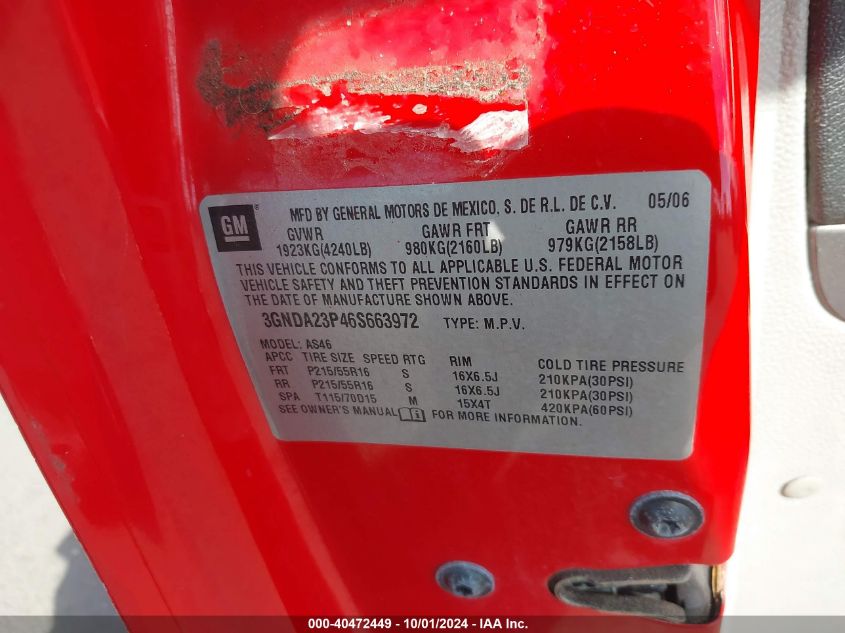 GM ® MFD BY GENERAL MOTORS DE MEXICO, S. DE R.L. DE C.V. 05/06
GVWR GAWR FRT GAWR RR
1923KG(4240LB) 980KG(2160LB) 979KG(2158LB)
THIS VEHICLE CONFORMS TO ALL APPLICABLE U.S. FEDERAL MOTOR
VEHICLE SAFETY AND THEFT PREVENTION STANDARDS IN EFFECT ON
THE DATE OF MANUFACTURE SHOWN ABOVE.
3GNDA23P46S663972 TYPE: M.P.V.
MODEL: AS46
APCC TIRE SIZE SPEED RTG RIM COLD TIRE PRESSURE
FRT P215/55R16 S 16X6.5J 210KPA(30PSI)
RR P215/55R16 S 16X6.5J 210KPA(30PSI)
SPA T115/70D15 M 15X4T 420KPA(60PSI)
SEE OWNER'S MANUAL FOR MORE INFORMATION.
000-40472449 - 10/01/2024 - IAA Inc.